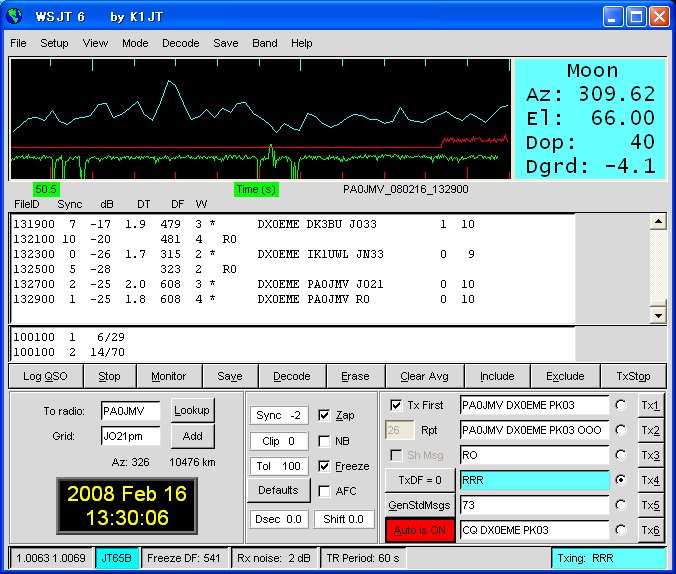 WSJT 6 by K1JT
File Setup View Mode Decode Save Band Help
Moon
Az: 309.62
El: 66.00
Dop: 40
Dgrd: -4.1
50.5 Time (s) PA0JMV_080216_132900
FileID Sync dB DT DF W
131900 7 -17 1.9 479 3 * DX0EME DK3BU JO33 1 10
132100 10 -20 481 4 RO
132300 0 -26 1.7 315 2 * DX0EME IK1UWL JN33 0 9
132500 5 -28 323 2 RO
132700 2 -25 2.0 608 3 * DX0EME PA0JMV JO21 0 10
132900 1 -25 1.8 608 4 * DX0EME PA0JMV RO 0 10
100100 1 6/29
100100 2 14/70
Log QSO Stop Monitor Save Decode Erase Clear Avg Include Exclude TxStop
To radio: PA0JMV Lookup
Grid: JO21pm Add
Az: 326 10476 km
2008 Feb 16
13:30:06
Sync -2 Zap
Clip 0 NB
Tol 100 Freeze
Defaults AFC
Dsec 0.0 Shift 0.0
Tx First PA0JMV DX0EME PK03 Tx1
26 Rpt PA0JMV DX0EME PK03 OOO Tx2
Sh Msg RO Tx3
TxDF = 0 RRR Tx4
GenStdMsgs 73 Tx5
Auto is ON CQ DX0EME PK03 Tx6
1.0063 1.0069 JT65B Freeze DF: 541 Rx noise: 2 dB TR Period: 60 s Txing: RRR